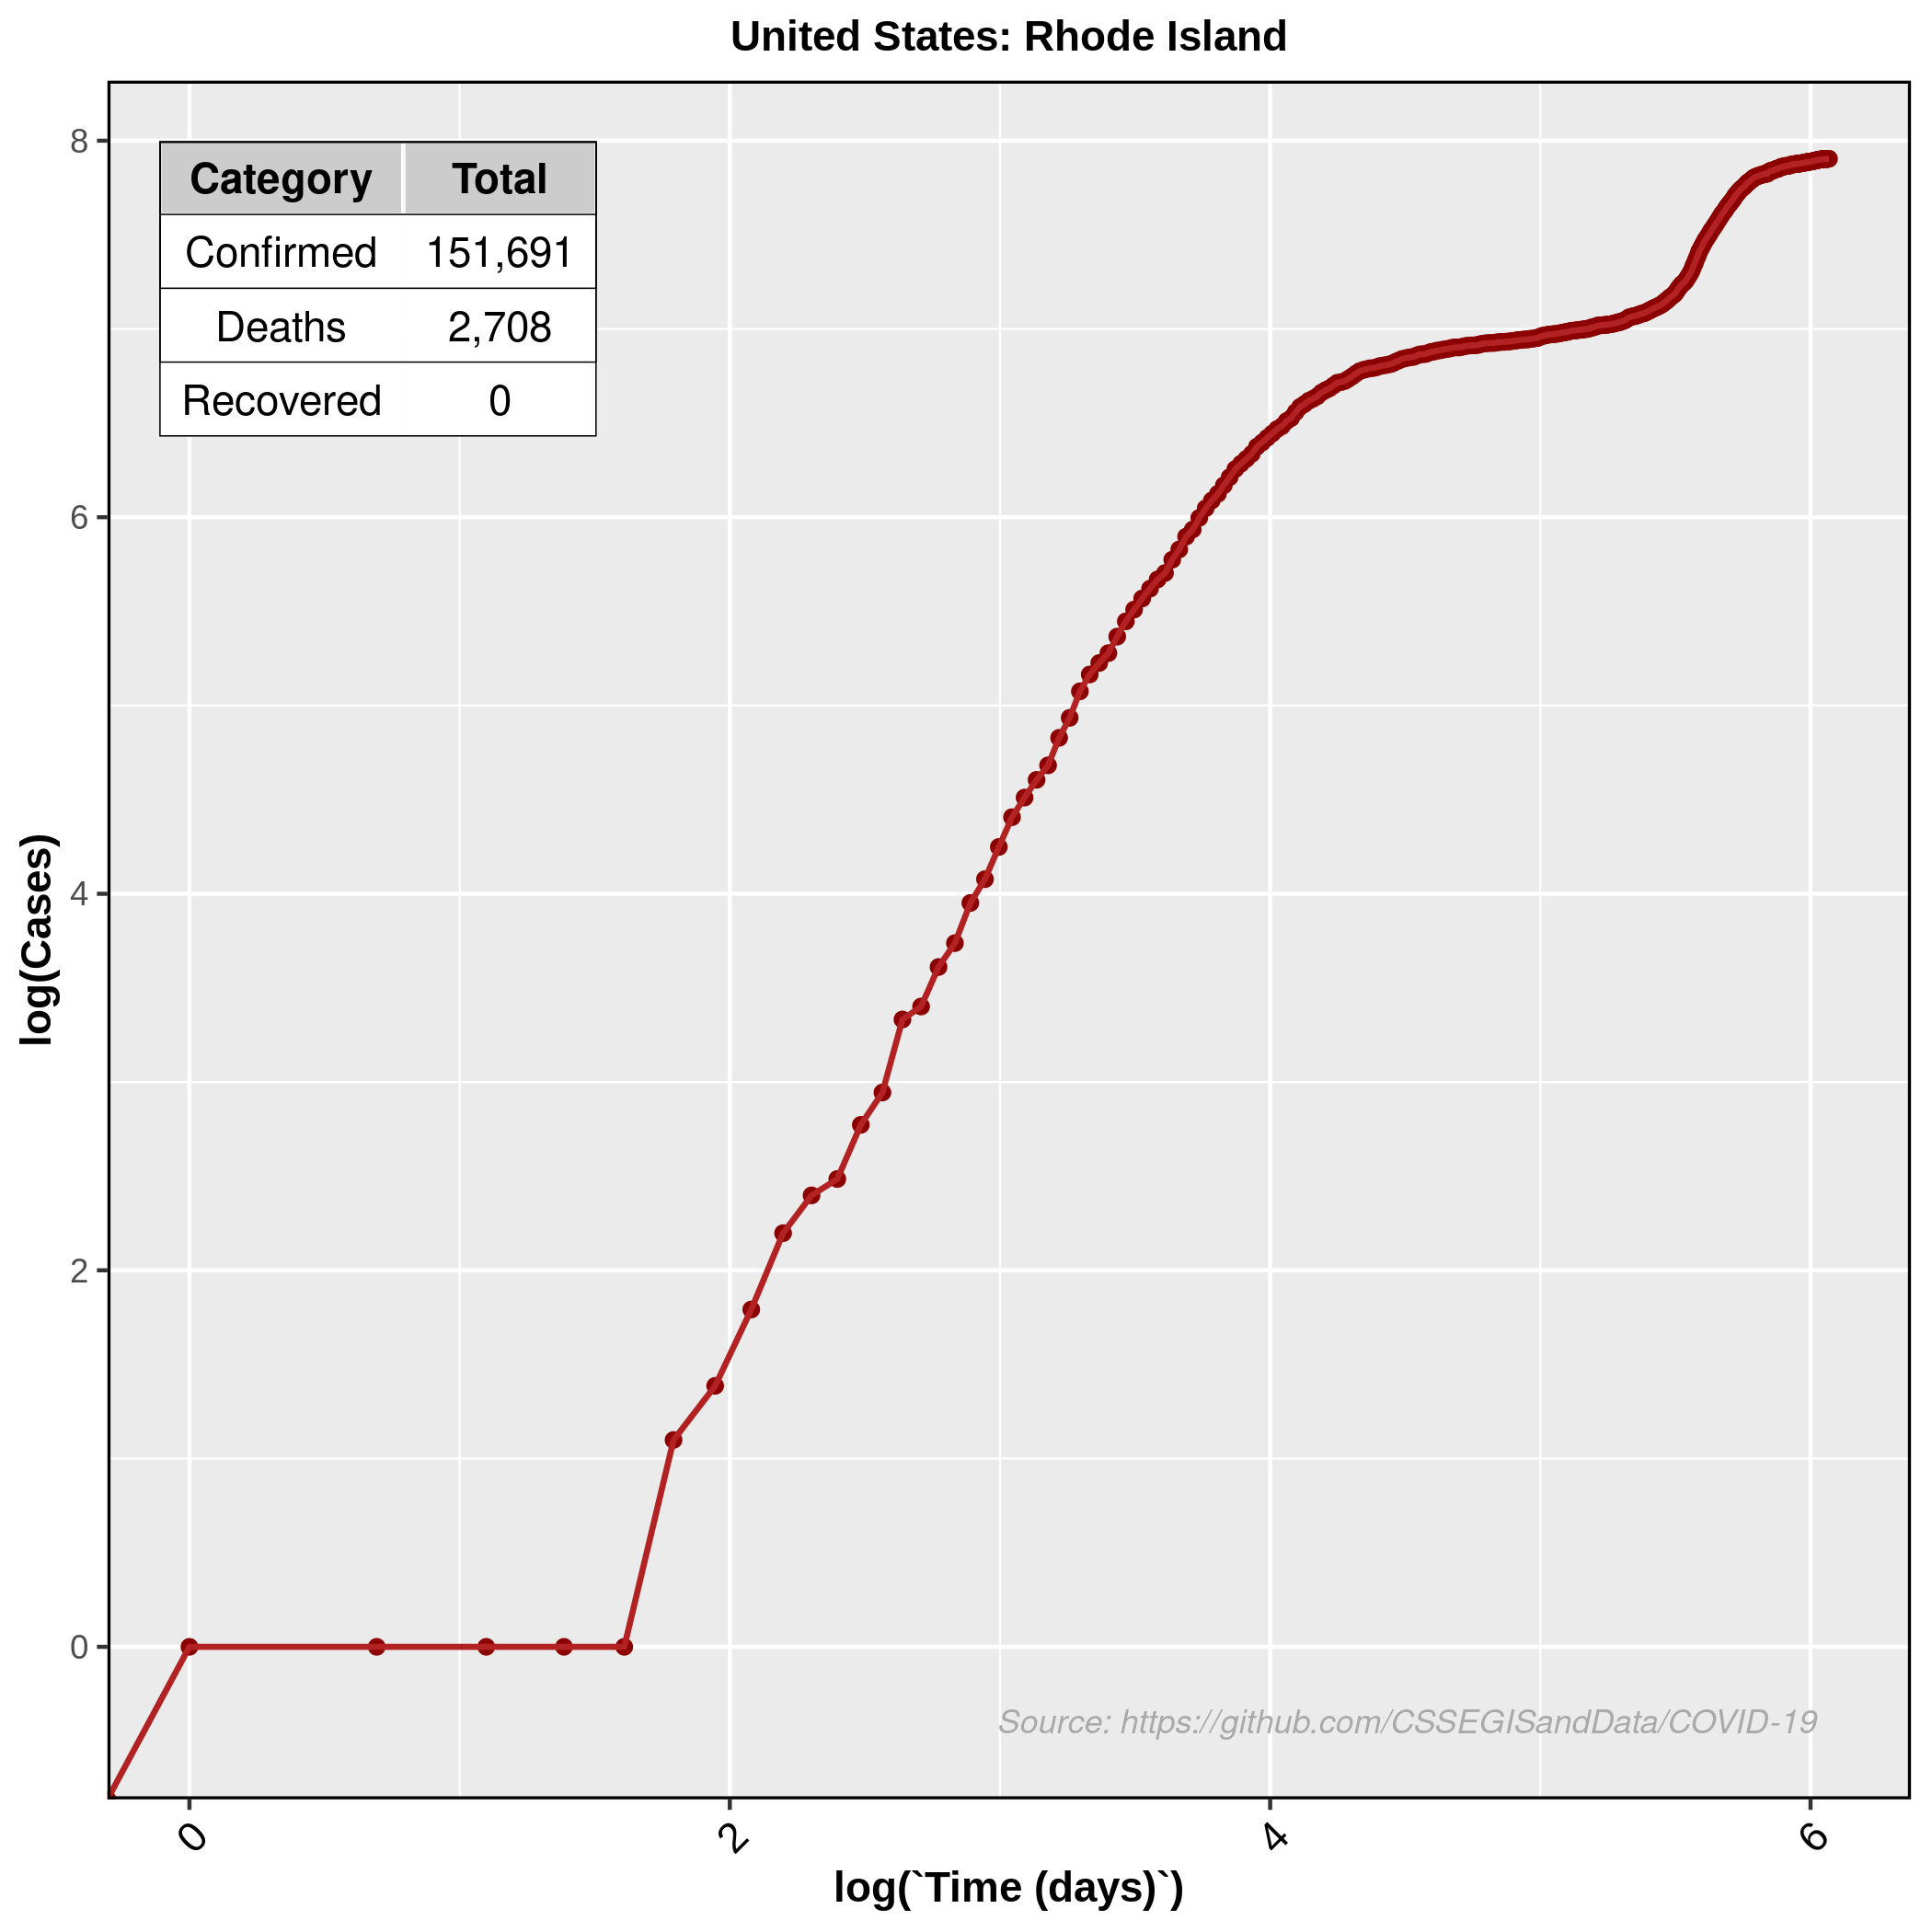 United States: Rhode Island
8
6
4
2
0
Category Total
Confirmed 151,691
Deaths 2,708
Recovered 0
log(Cases)
Source: https://github.com/CSSEGISandData/COVID-19
0 2 4 6
log(`Time (days)`)